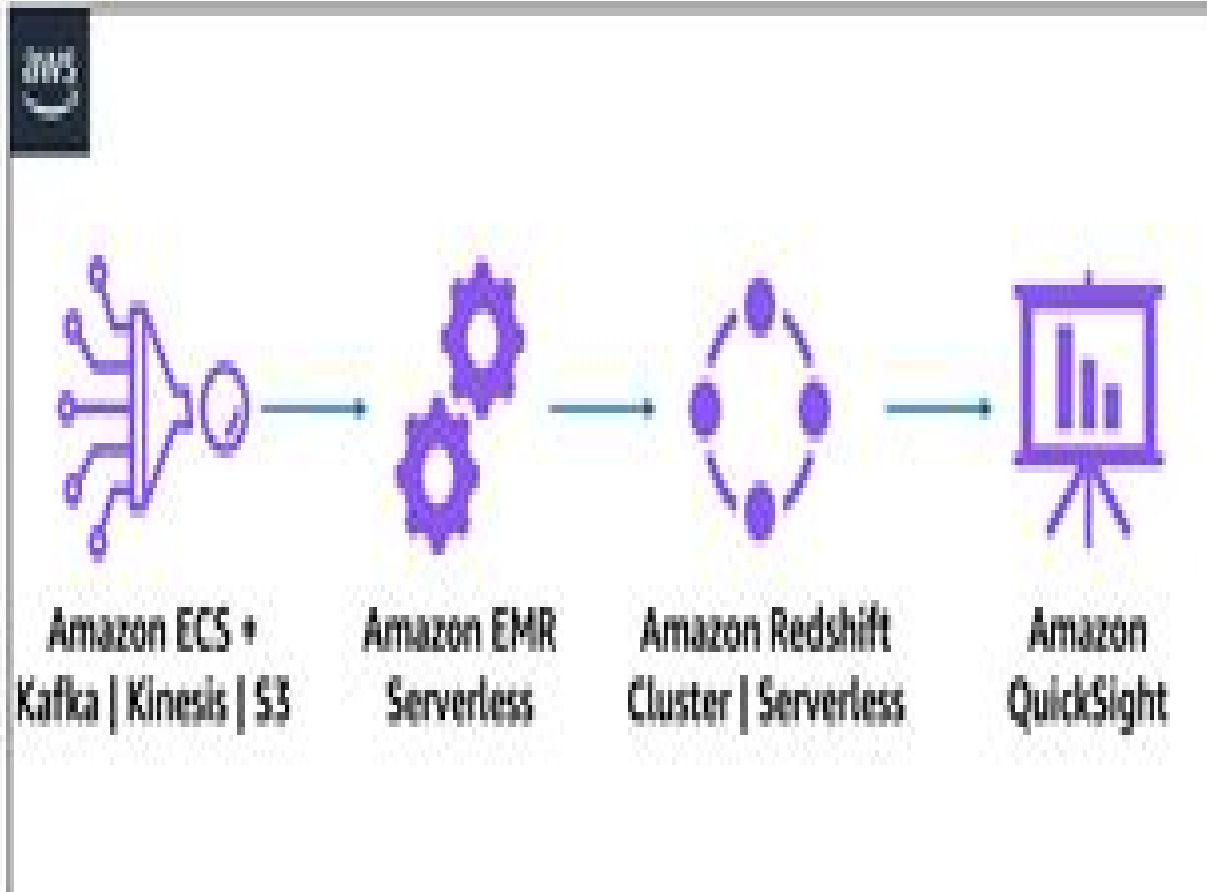 aws
Amazon ECS +
Kafka | Kinesis | S3
Amazon EMR
Serverless
Amazon Redshift
Cluster | Serverless
Amazon
QuickSight